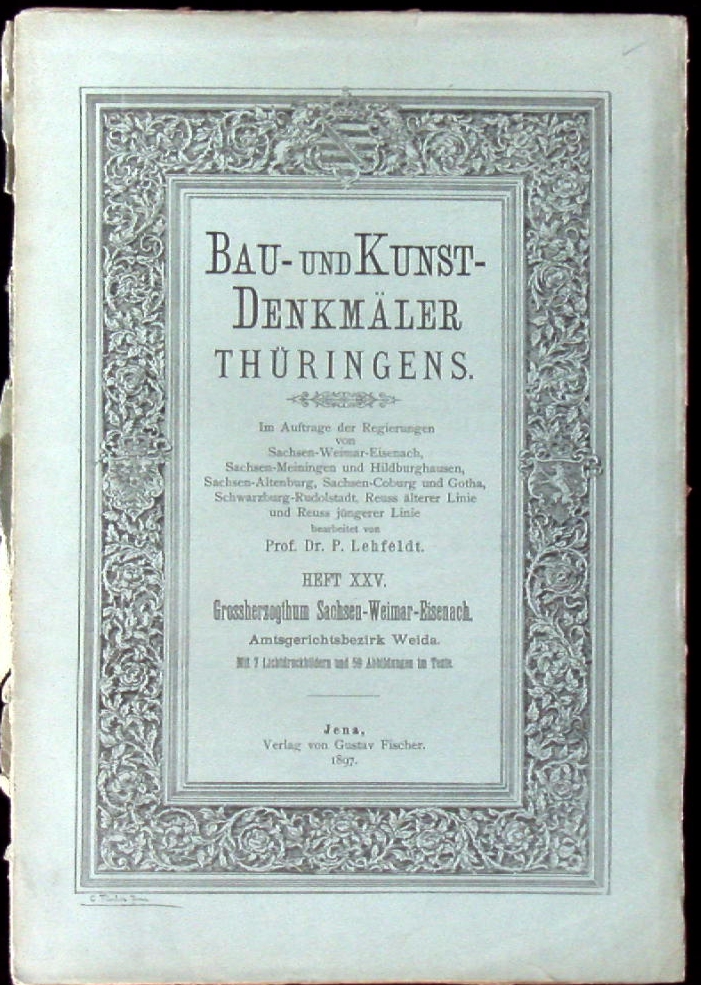 BAU- UND KUNST-
DENKMÄLER
THÜRINGENS.
Im Auftrage der Regierungen
von
Sachsen-Weimar-Eisenach,
Sachsen-Meiningen und Hildburghausen,
Sachsen-Altenburg, Sachsen-Coburg und Gotha,
Schwarzburg-Rudolstadt, Reuss älterer Linie
und Reuss jüngerer Linie
bearbeitet von
Prof. Dr. P. Lehfeldt.
HEFT XXV.
Grossherzogthum Sachsen-Weimar-Eisenach.
Amtsgerichtsbezirk Weida.
Mit 7 Lichtdruckbildern und 59 Abbildungen im Texte.
Jena,
Verlag von Gustav Fischer.
1897.